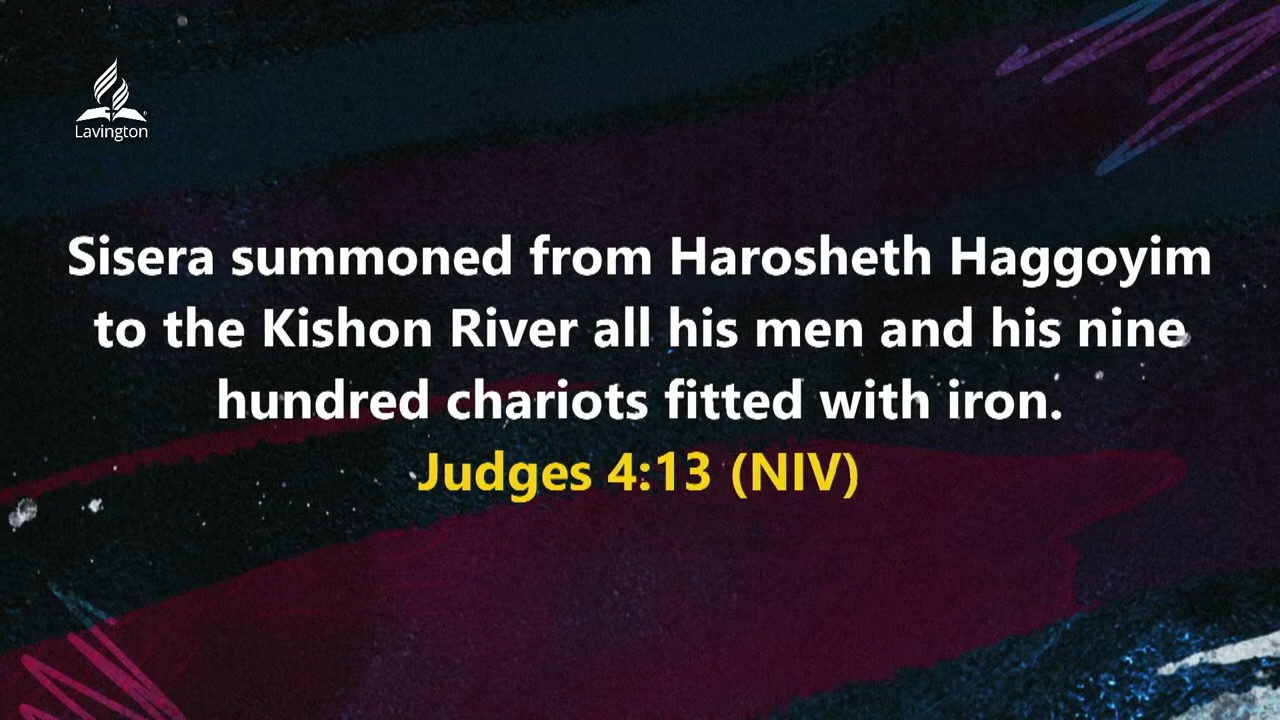 Lavington
Sisera summoned from Harosheth Haggoyim
to the Kishon River all his men and his nine
hundred chariots fitted with iron.
Judges 4:13 (NIV)